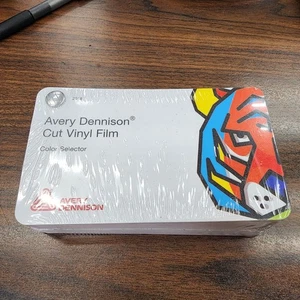 Avery Dennison®
Cut Vinyl Film
Color Selector
AVERY
DENNISON